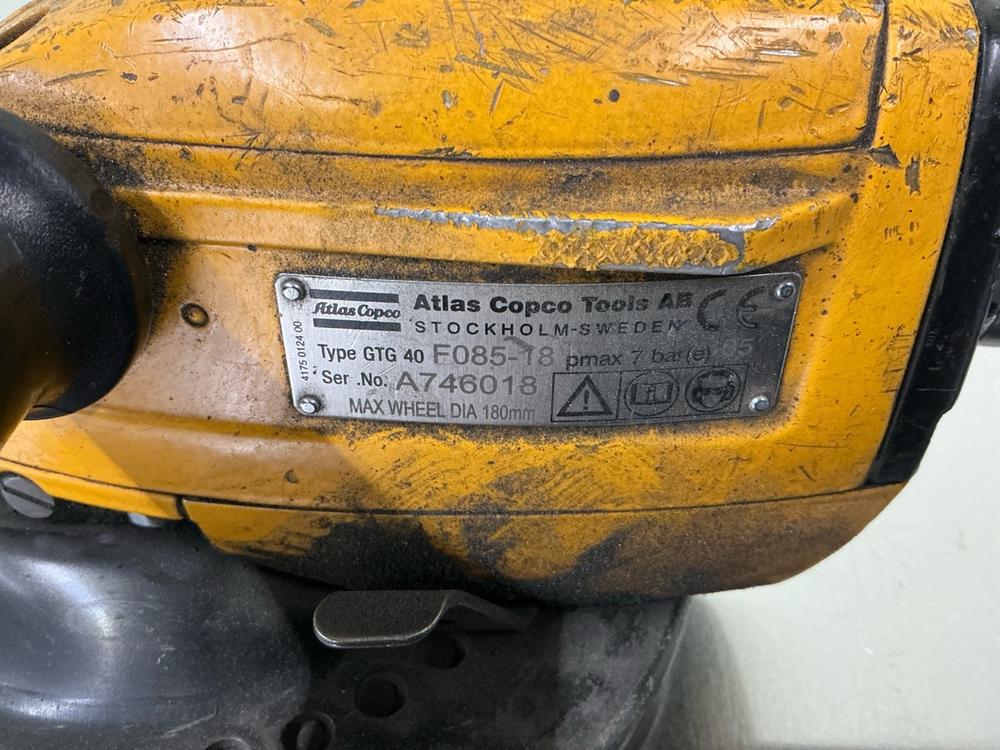 Atlas Copco
Atlas Copco Tools AB CE
STOCKHOLM-SWEDEN
Type GTG 40 F085-18 pmax 7 bar(e)
Ser .No: A746018
MAX WHEEL DIA 180mm
4175 0124 00